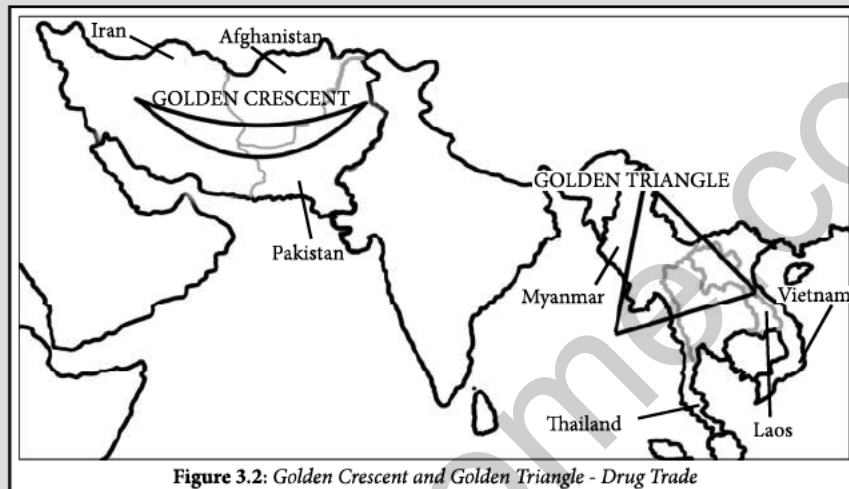 Iran
Afghanistan
GOLDEN CRESCENT
GOLDEN TRIANGLE
Pakistan
Myanmar
Vietnam
Thailand
Laos
Figure 3.2: Golden Crescent and Golden Triangle - Drug Trade